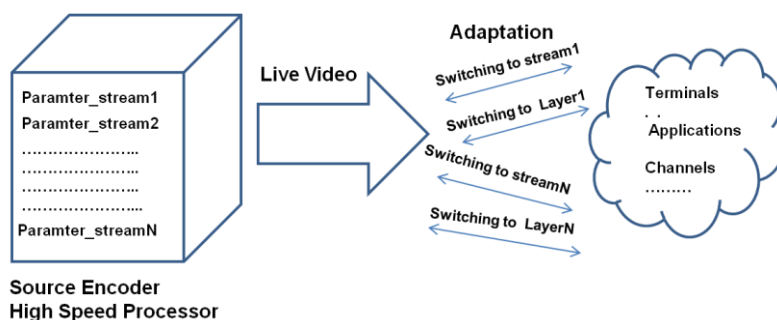 Paramter_stream1
Paramter_stream2
…………………..
…………………..
…………………..
…………………....
Paramter_streamN
Source Encoder
High Speed Processor
Live Video
Adaptation
Switching to stream1
Switching to Layer1
Switching to streamN
Switching to LayerN
Terminals
. .
Applications
Channels
………